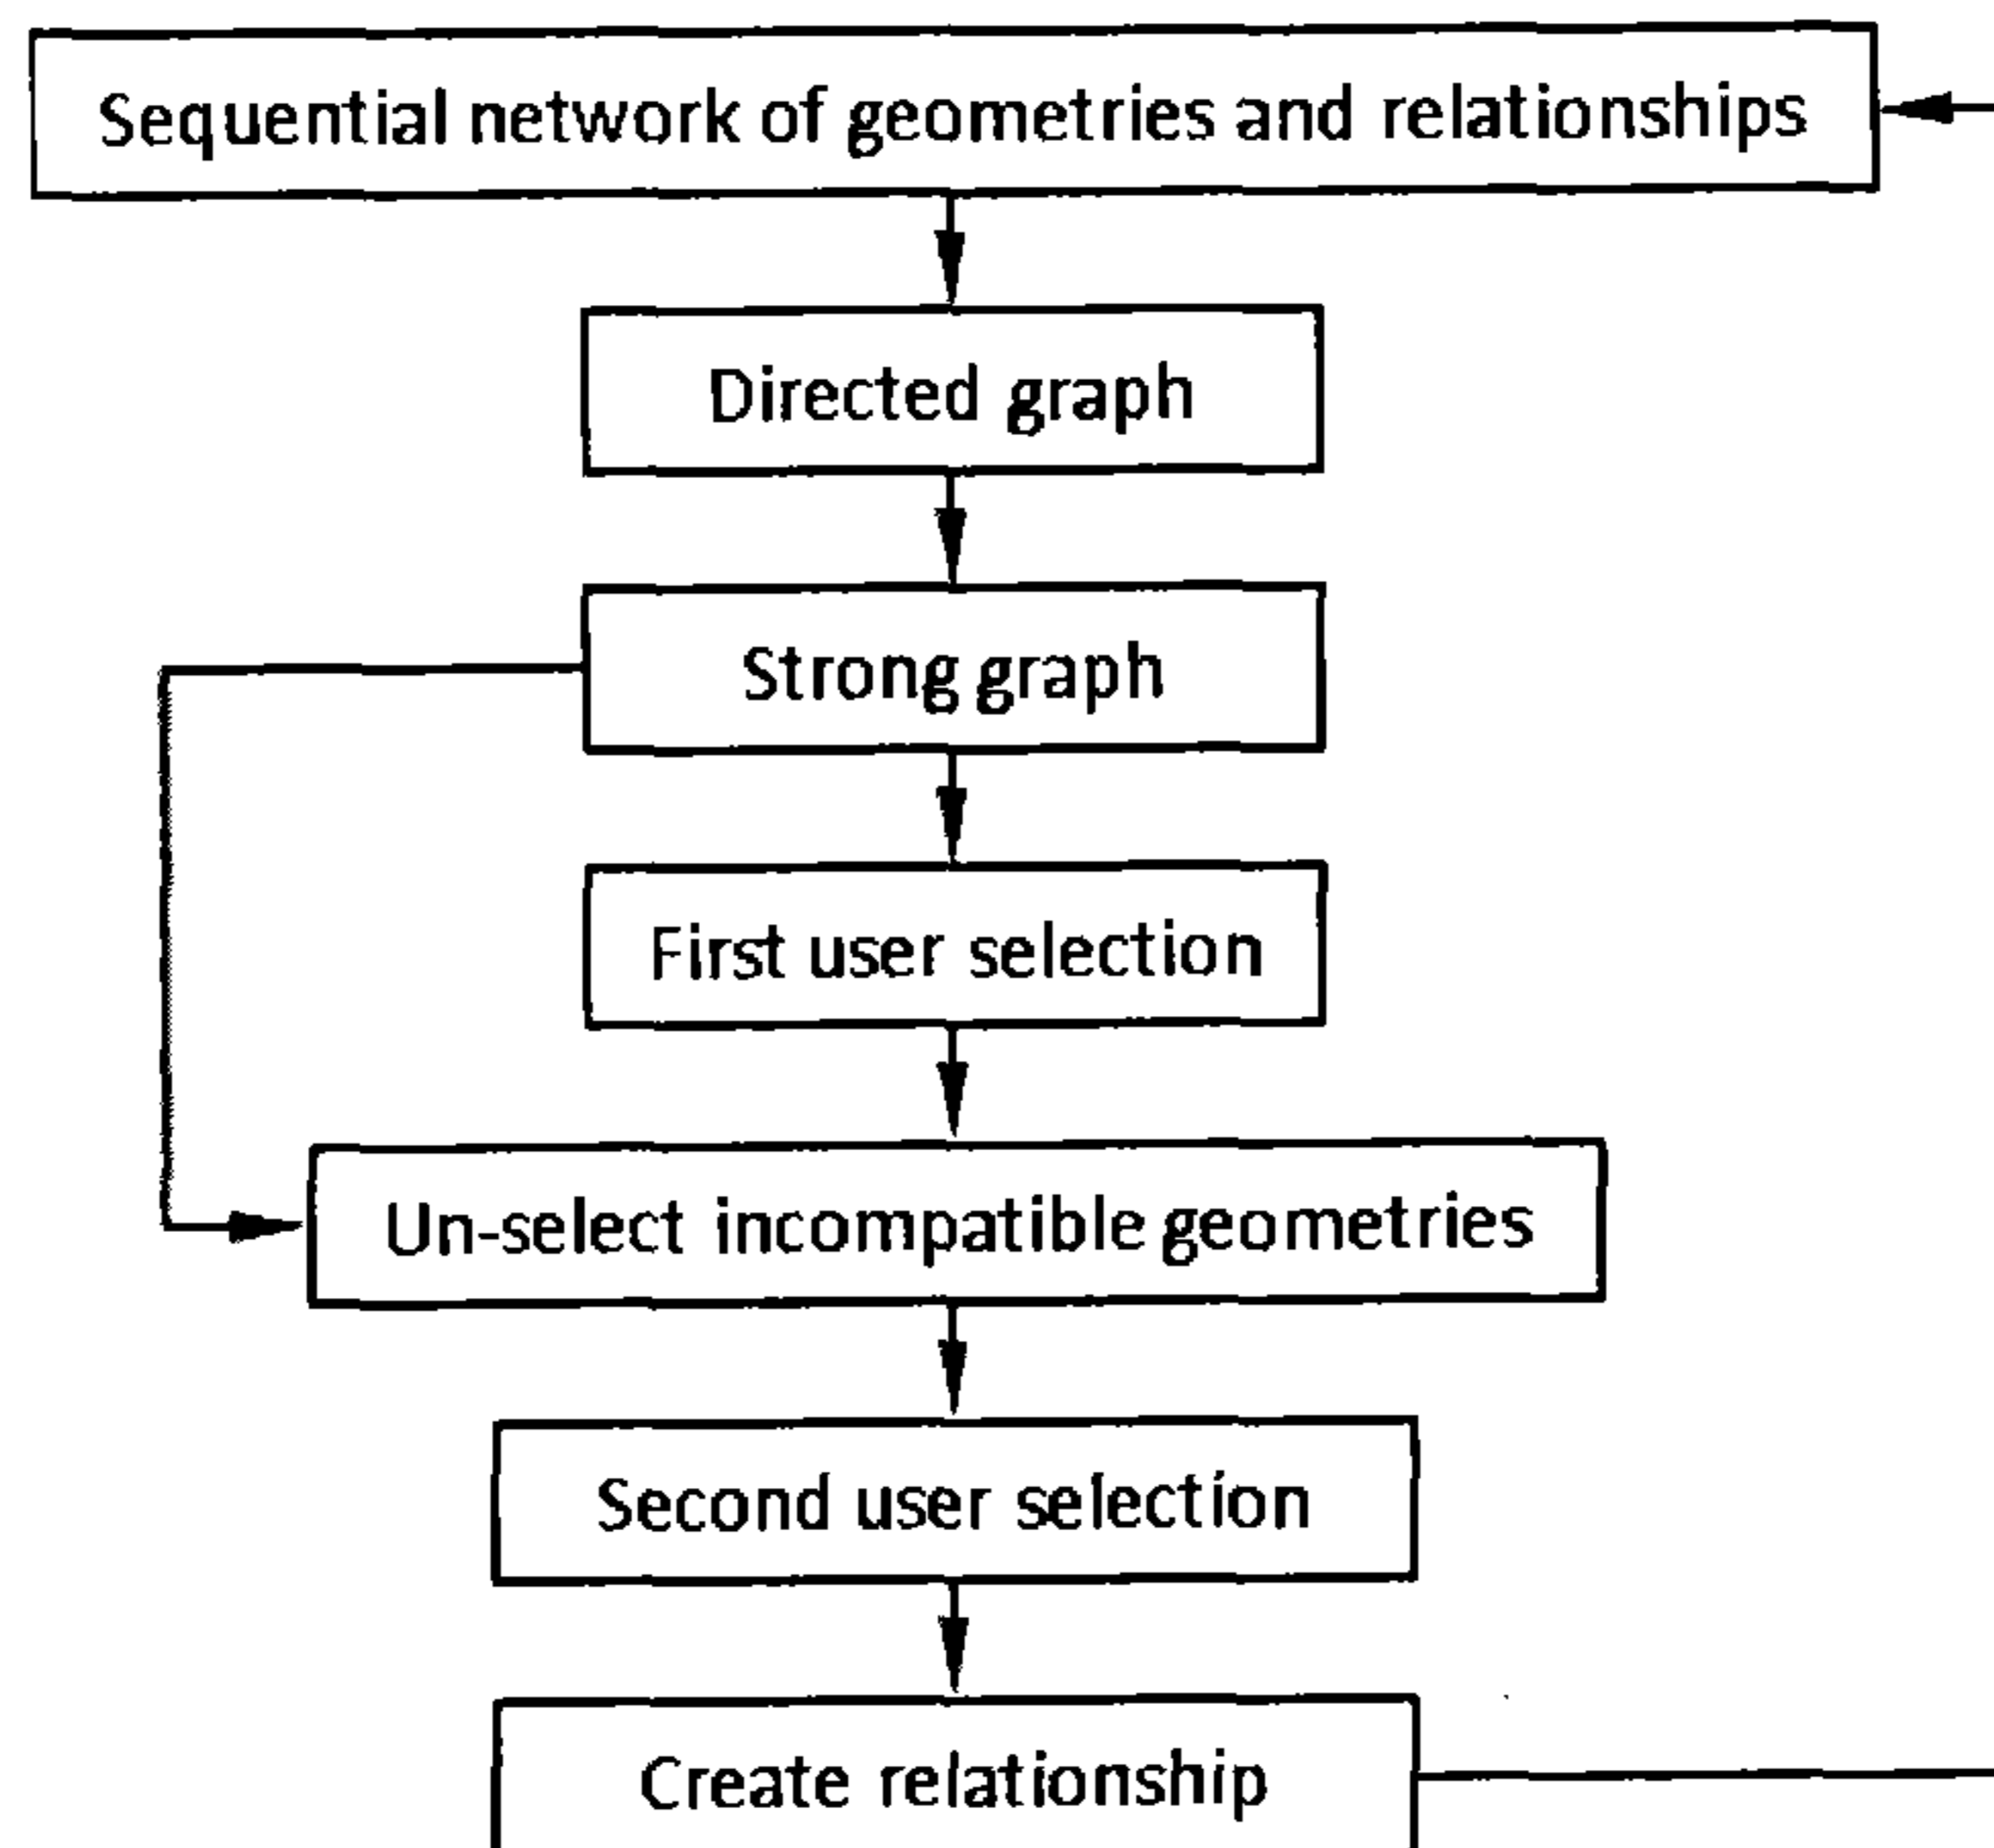 Sequential network of geometries and relationships
Directed graph
Strong graph
First user selection
Un-select incompatible geometries
Second user selection
Create relationship